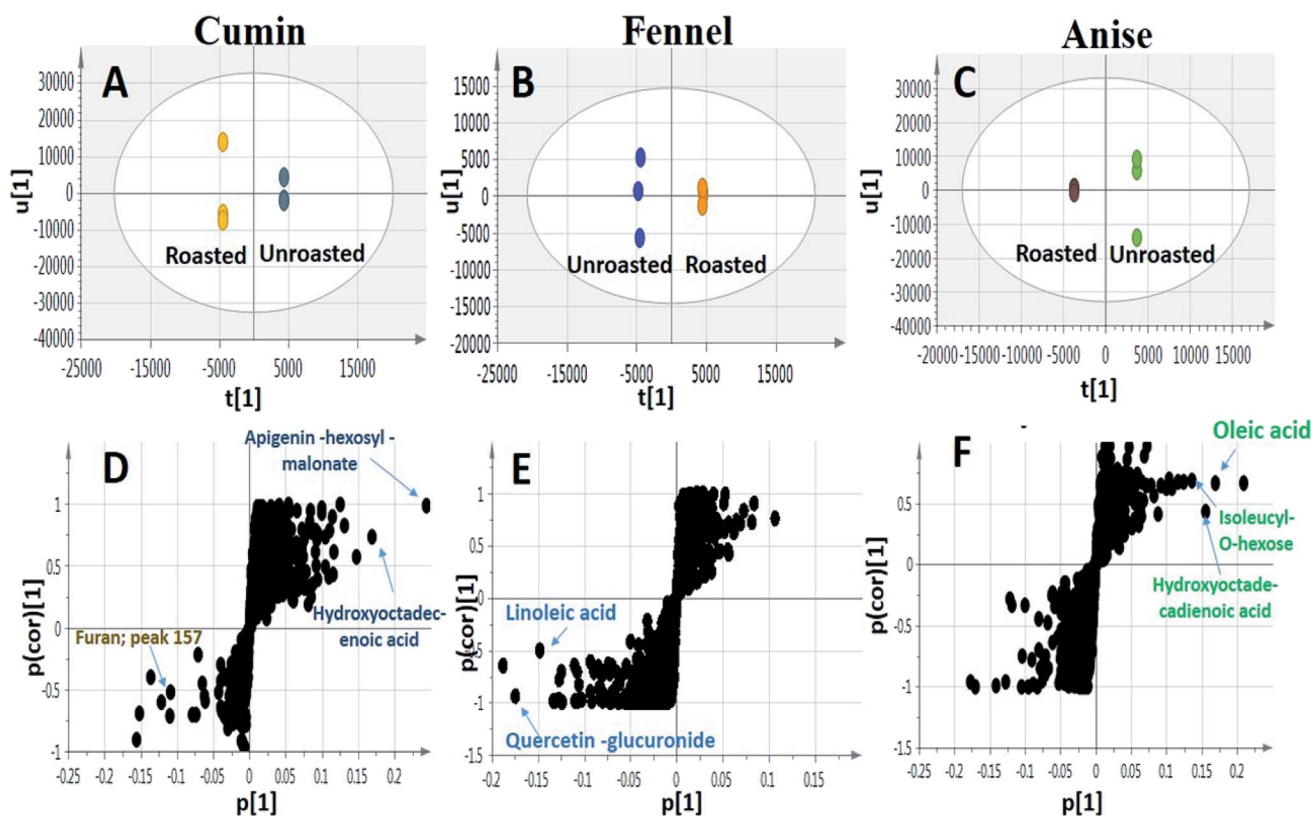 Cumin
Fennel
Anise
A
30000
20000
10000
0
-10000
-20000
-30000
-40000
u[1]
Roasted
Unroasted
-25000 -15000 -5000 0 5000 15000
t[1]
B
15000
10000
5000
0
-5000
-10000
-15000
-20000
u[1]
Unroasted
Roasted
-25000 -15000 -5000 0 5000 15000
t[1]
C
30000
20000
10000
0
-10000
-20000
-30000
-40000
u[1]
Roasted
Unroasted
-20000 -15000 -10000 -5000 0 5000 10000 15000
t[1]
D
Apigenin -hexosyl -
malonate
1
0.5
0
-0.5
-1
p(cor)[1]
Furan; peak 157
Hydroxyoctadec-
enoic acid
-0.25 -0.2 -0.15 -0.1 -0.05 0 0.05 0.1 0.15 0.2
p[1]
E
1
0.5
0
-0.5
-1
-1.5
p(cor)[1]
Linoleic acid
Quercetin -glucuronide
-0.2 -0.15 -0.1 -0.05 0 0.05 0.1 0.15 0.2
p[1]
F
Oleic acid
0.5
0
-0.5
-1
-1.5
p(cor)[1]
Isoleucyl-
O-hexose
Hydroxyoctade-
cadienoic acid
-0.25 -0.2 -0.15 -0.1 -0.05 0 0.05 0.1 0.15 0.2
p[1]